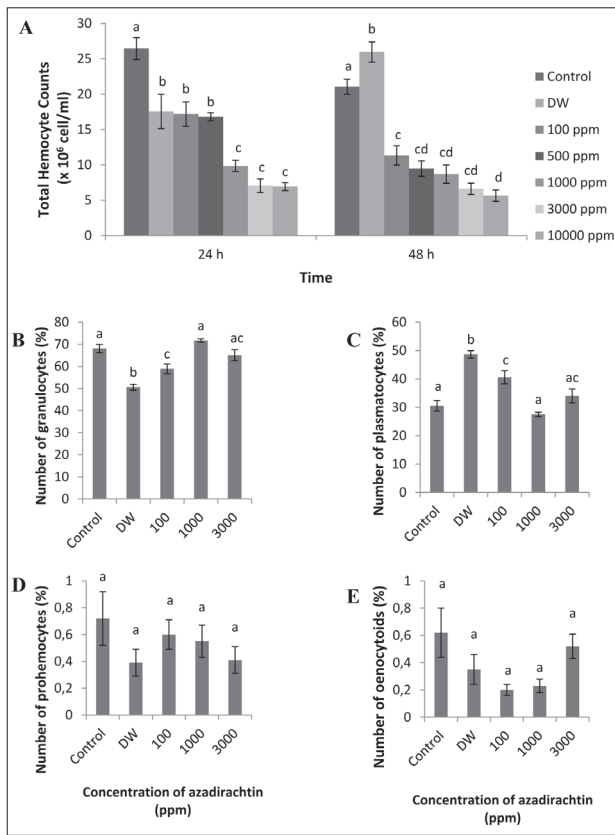 A
Total Hemocyte Counts
(x 10⁶ cell/ml)
30
25
20
15
10
5
0
a
b
b
b
c
c
c
a
b
c
cd
cd
cd
d
24 h
48 h
Time
Control
DW
100 ppm
500 ppm
1000 ppm
3000 ppm
10000 ppm
B
Number of granulocytes (%)
80
70
60
50
40
30
20
10
0
a
b
c
a
ac
Control
DW
100
1000
3000
C
Number of plasmatocytes (%)
60
50
40
30
20
10
0
a
b
c
a
ac
Control
DW
100
1000
3000
D
Number of prohemocytes (%)
1
0,8
0,6
0,4
0,2
0
a
a
a
a
a
Control
DW
100
1000
3000
Concentration of azadirachtin
(ppm)
E
Number of oenocytoids (%)
1
0,8
0,6
0,4
0,2
0
a
a
a
a
a
Control
DW
100
1000
3000
Concentration of azadirachtin
(ppm)